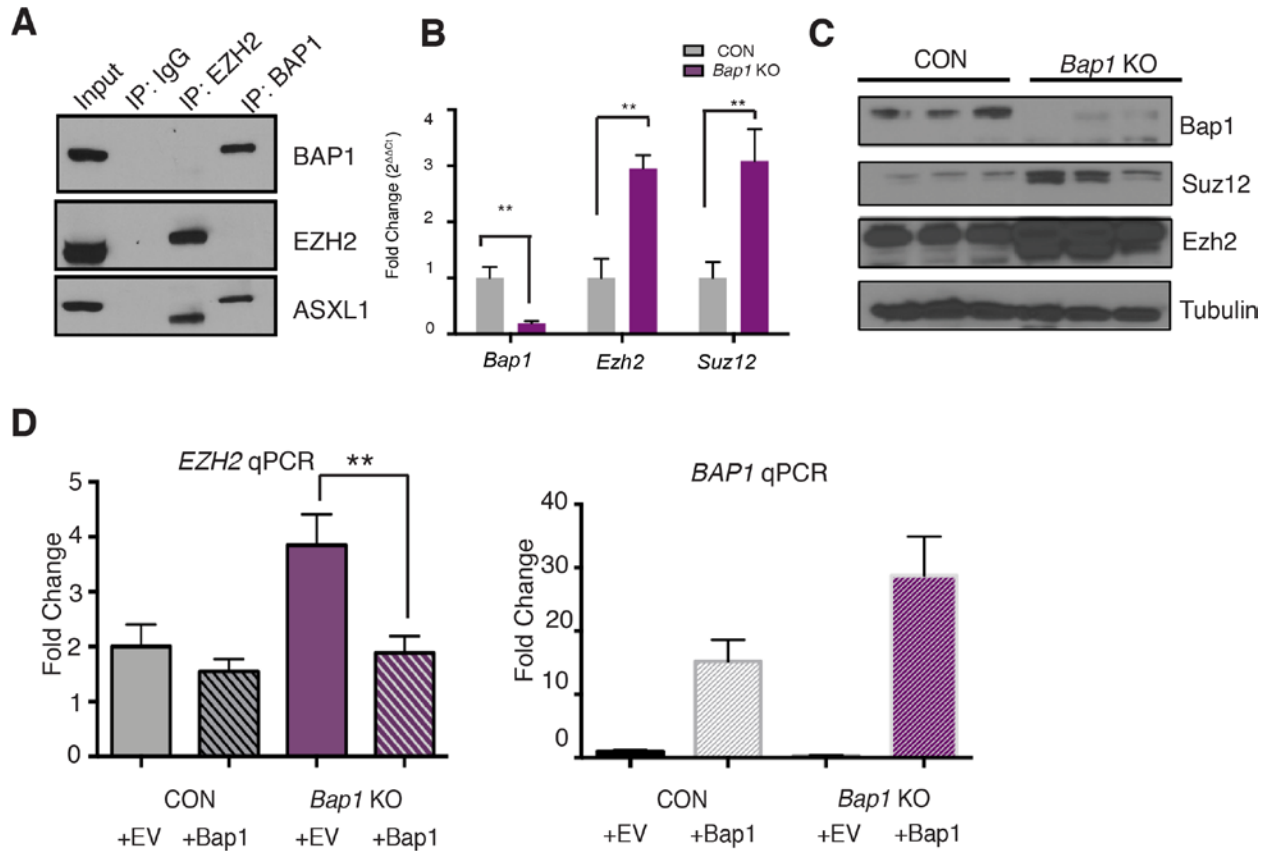 A
Input
IP: IgG
IP: EZH2
IP: BAP1
BAP1
EZH2
ASXL1
B
CON
Bap1 KO
Fold Change (2^ΔΔCt)
4
3
2
1
0
**
**
**
Bap1
Ezh2
Suz12
C
CON
Bap1 KO
Bap1
Suz12
Ezh2
Tubulin
D
EZH2 qPCR
**
Fold Change
5
4
3
2
1
0
CON
Bap1 KO
+EV
+Bap1
+EV
+Bap1
BAP1 qPCR
Fold Change
40
30
20
10
0
CON
Bap1 KO
+EV
+Bap1
+EV
+Bap1